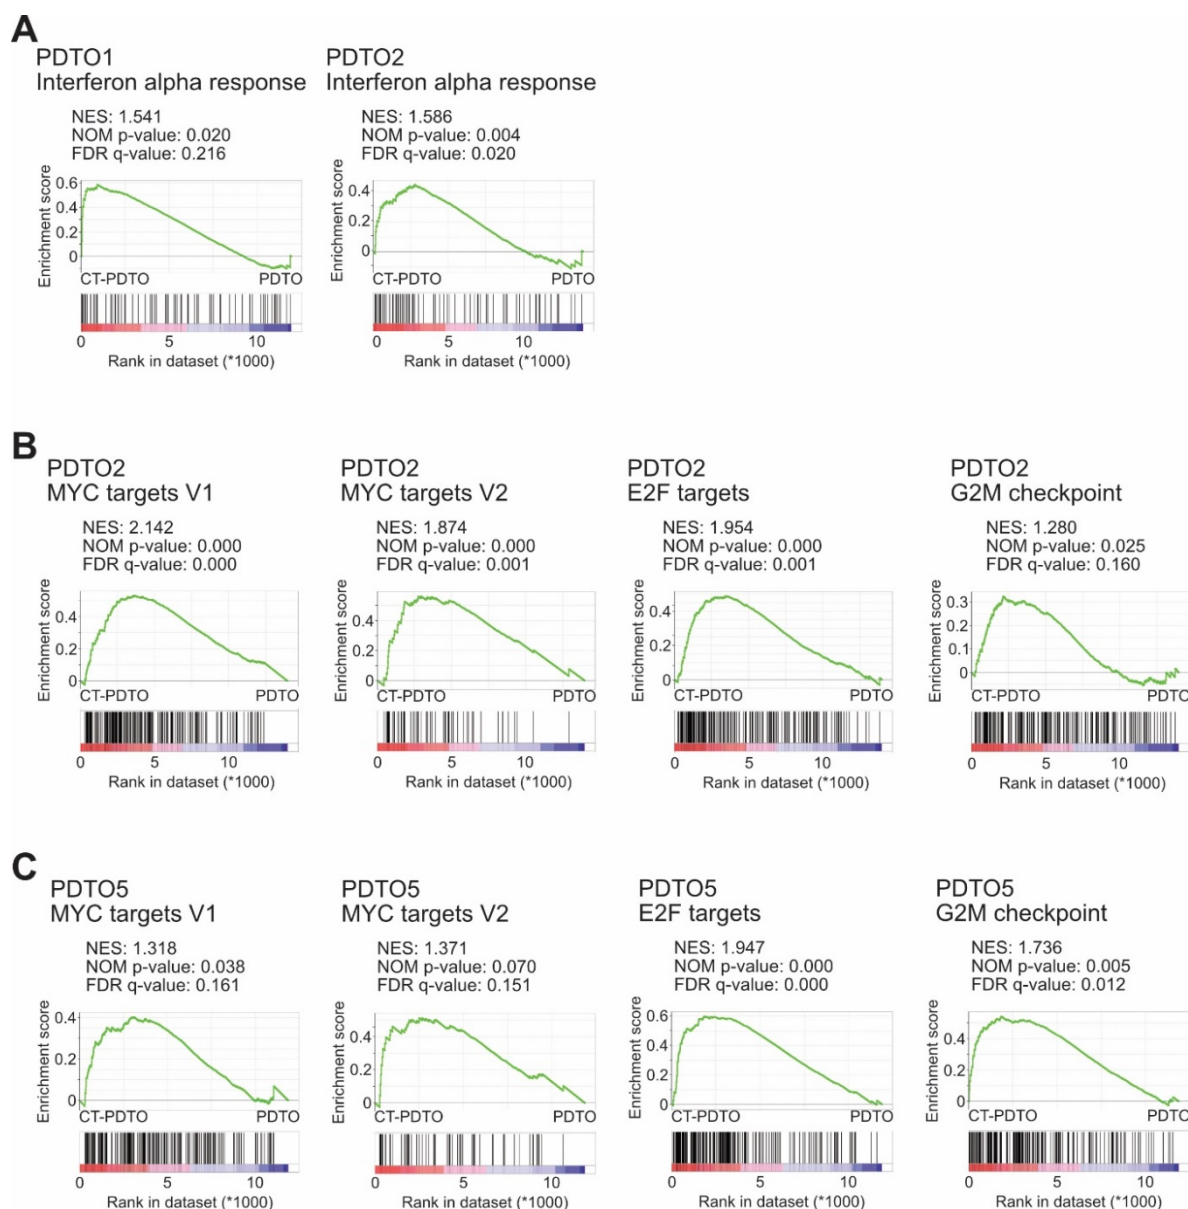 A
PDTO1
Interferon alpha response
NES: 1.541
NOM p-value: 0.020
FDR q-value: 0.216
Enrichment score
0.6
0.4
0.2
0
CT-PDTO PDTO
0 5 10
Rank in dataset (*1000)
PDTO2
Interferon alpha response
NES: 1.586
NOM p-value: 0.004
FDR q-value: 0.020
Enrichment score
0.4
0.2
0
CT-PDTO PDTO
0 5 10
Rank in dataset (*1000)
B
PDTO2
MYC targets V1
NES: 2.142
NOM p-value: 0.000
FDR q-value: 0.000
Enrichment score
0.4
0.2
0
CT-PDTO PDTO
0 5 10
Rank in dataset (*1000)
PDTO2
MYC targets V2
NES: 1.874
NOM p-value: 0.000
FDR q-value: 0.001
Enrichment score
0.4
0.2
0
CT-PDTO PDTO
0 5 10
Rank in dataset (*1000)
PDTO2
E2F targets
NES: 1.954
NOM p-value: 0.000
FDR q-value: 0.001
Enrichment score
0.4
0.2
0
CT-PDTO PDTO
0 5 10
Rank in dataset (*1000)
PDTO2
G2M checkpoint
NES: 1.280
NOM p-value: 0.025
FDR q-value: 0.160
Enrichment score
0.3
0.2
0.1
0
CT-PDTO PDTO
0 5 10
Rank in dataset (*1000)
C
PDTO5
MYC targets V1
NES: 1.318
NOM p-value: 0.038
FDR q-value: 0.161
Enrichment score
0.4
0.2
0
CT-PDTO PDTO
0 5 10
Rank in dataset (*1000)
PDTO5
MYC targets V2
NES: 1.371
NOM p-value: 0.070
FDR q-value: 0.151
Enrichment score
0.4
0.2
0
CT-PDTO PDTO
0 5 10
Rank in dataset (*1000)
PDTO5
E2F targets
NES: 1.947
NOM p-value: 0.000
FDR q-value: 0.000
Enrichment score
0.6
0.4
0.2
0
CT-PDTO PDTO
0 5 10
Rank in dataset (*1000)
PDTO5
G2M checkpoint
NES: 1.736
NOM p-value: 0.005
FDR q-value: 0.012
Enrichment score
0.4
0.2
0
CT-PDTO PDTO
0 5 10
Rank in dataset (*1000)